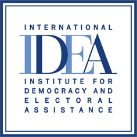 INTERNATIONAL
IDEA
INSTITUTE FOR
DEMOCRACY AND
ELECTORAL
ASSISTANCE